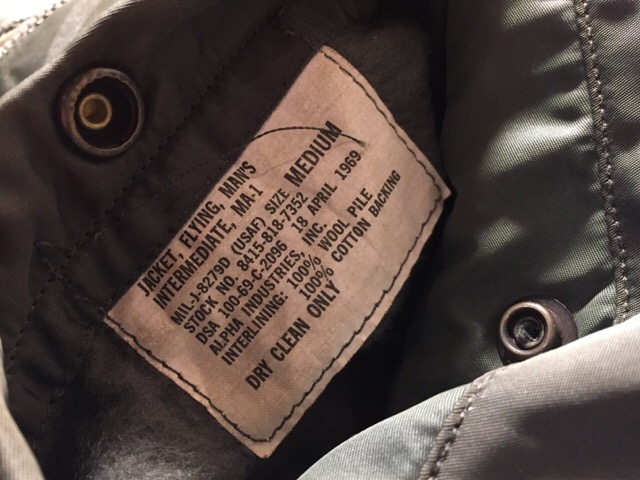 JACKET, FLYING, MAN'S
INTERMEDIATE, MA-1
MIL-J-8279D (USAF) SIZE MEDIUM
STOCK NO. 8415-818-7352
DSA 100-69-C-2096 18 APRIL 1969
ALPHA INDUSTRIES, INC.
INTERLINING: 100% WOOL PILE
100% COTTON BACKING
DRY CLEAN ONLY